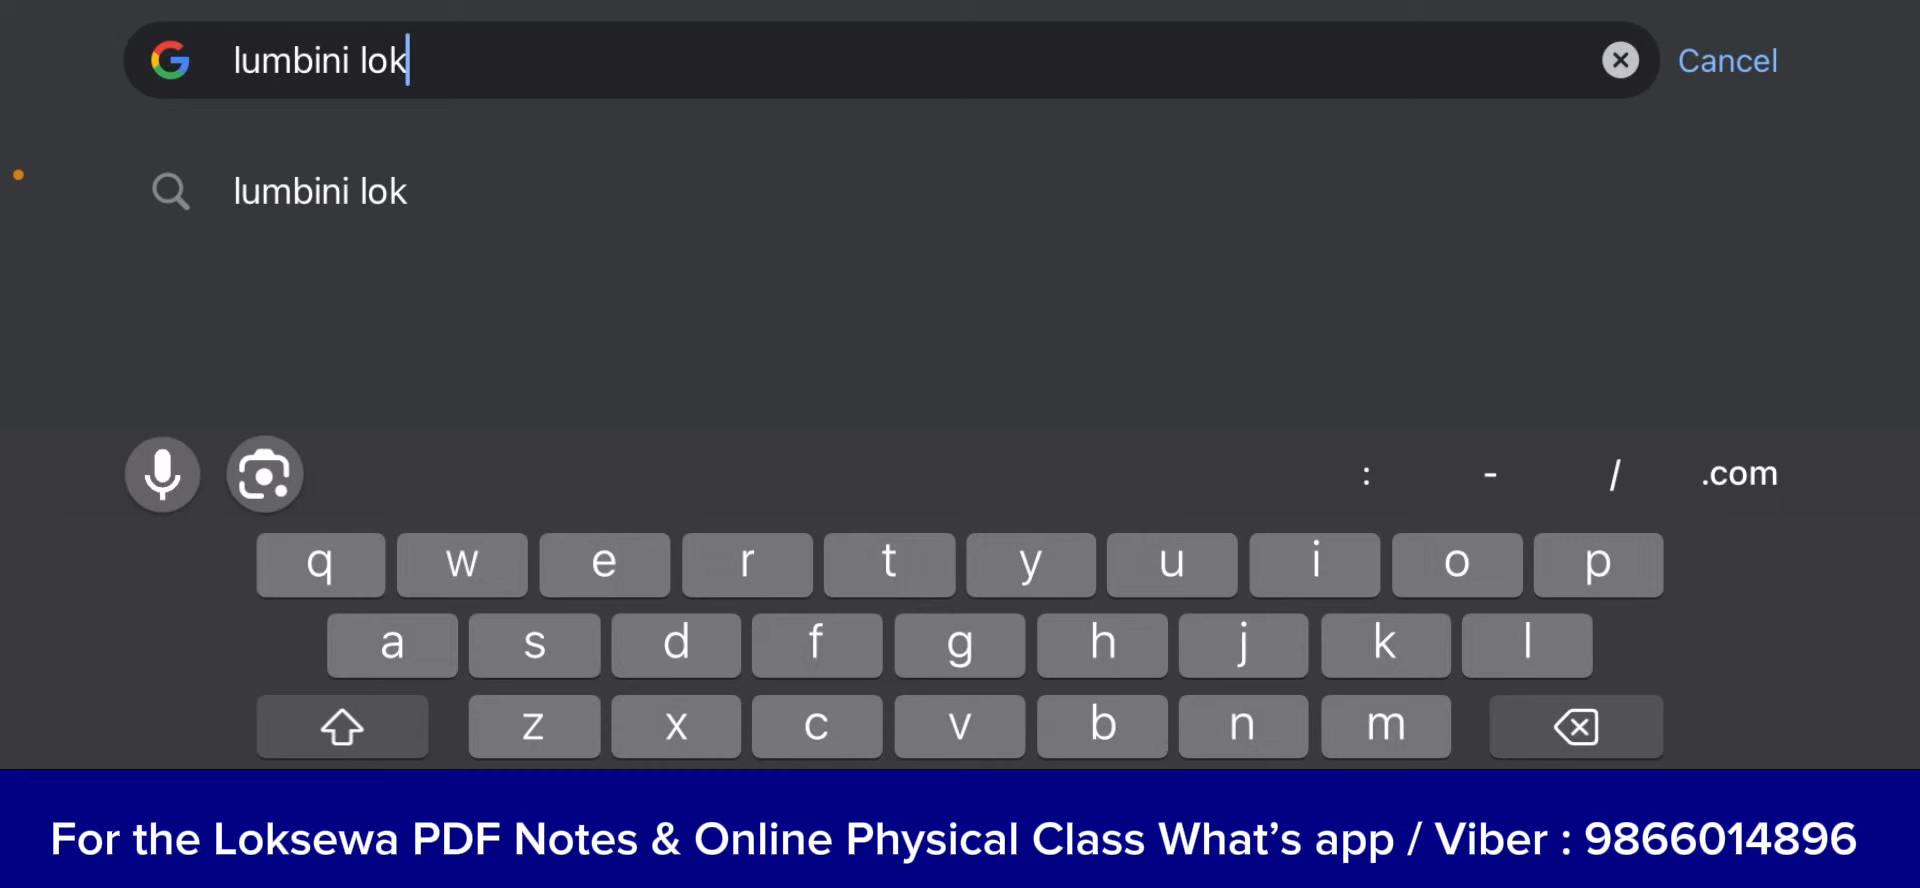 lumbini lok
Cancel
lumbini lok
: - / .com
q w e r t y u i o p
a s d f g h j k l
z x c v b n m
For the Loksewa PDF Notes & Online Physical Class What’s app / Viber : 9866014896